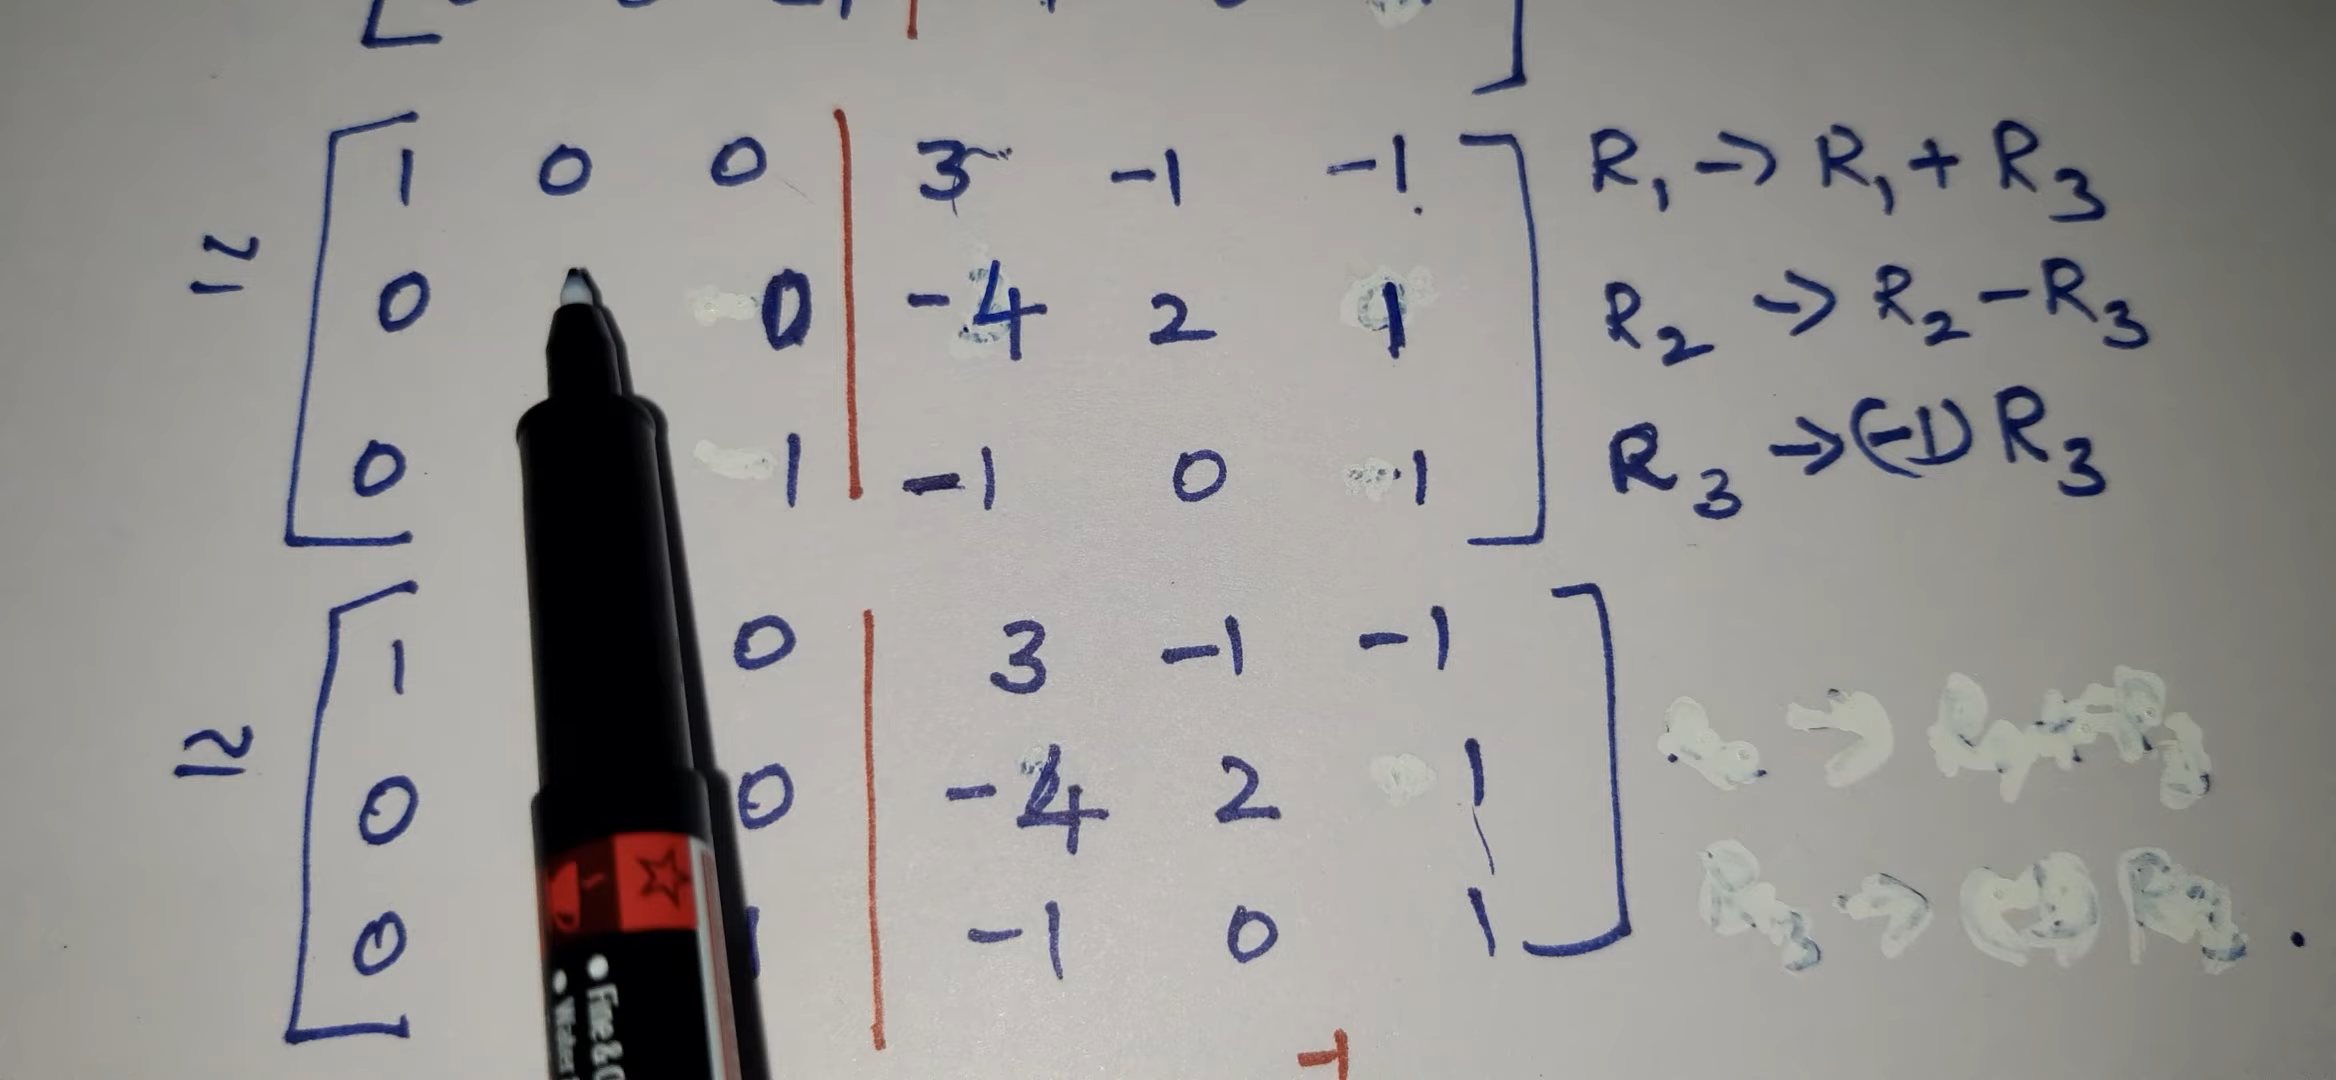 1 0 0 | 3 -1 -1 R₁ → R₁ + R₃
≃ 0 0 | -4 2 1 R₂ → R₂ - R₃
0 1 | -1 0 1 R₃ → (-1) R₃
1 0 | 3 -1 -1
≃ 0 0 | -4 2 1
0 1 | -1 0 1
Fine &